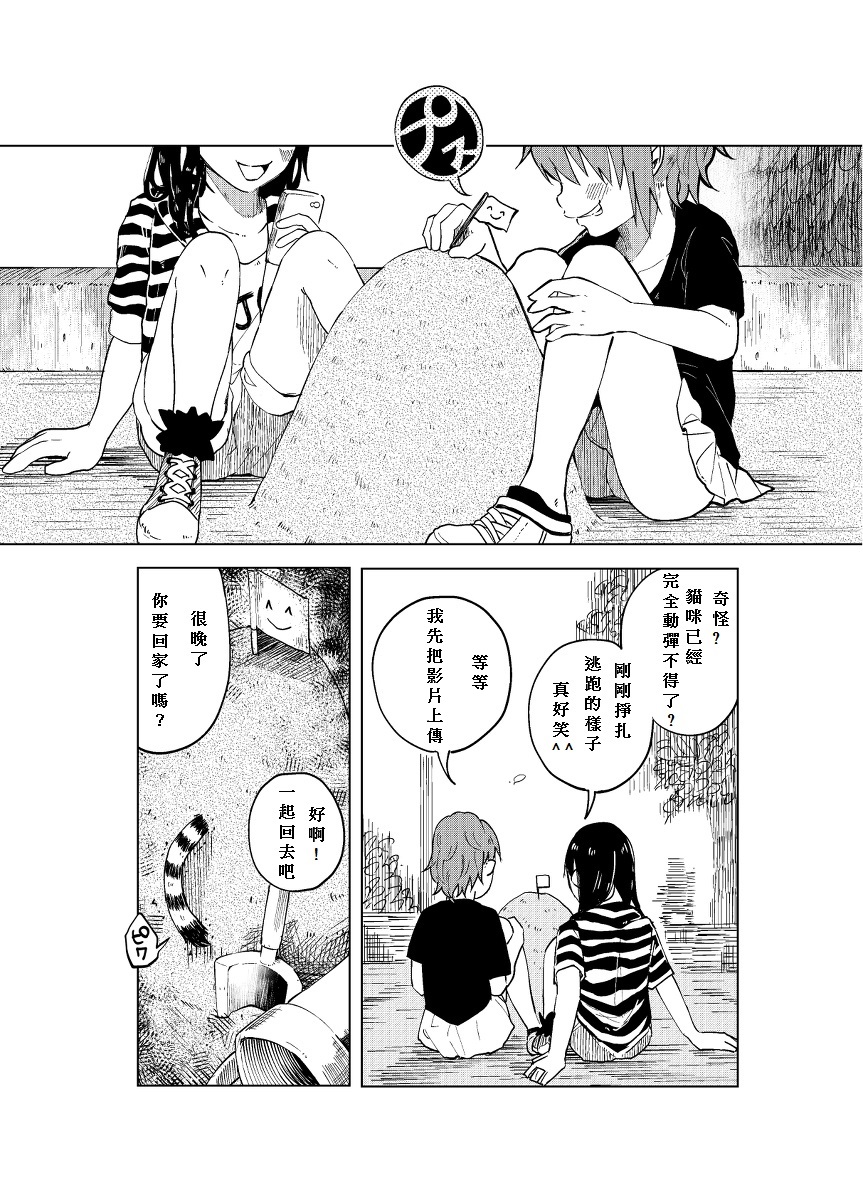 プス
J
奇怪？
貓咪已經
完全動彈不得了？
剛剛掙扎
逃跑的樣子
真好笑^^
等等
我先把影片上傳
很晚了
你要回家了嗎？
好啊！
一起回去吧
ピク